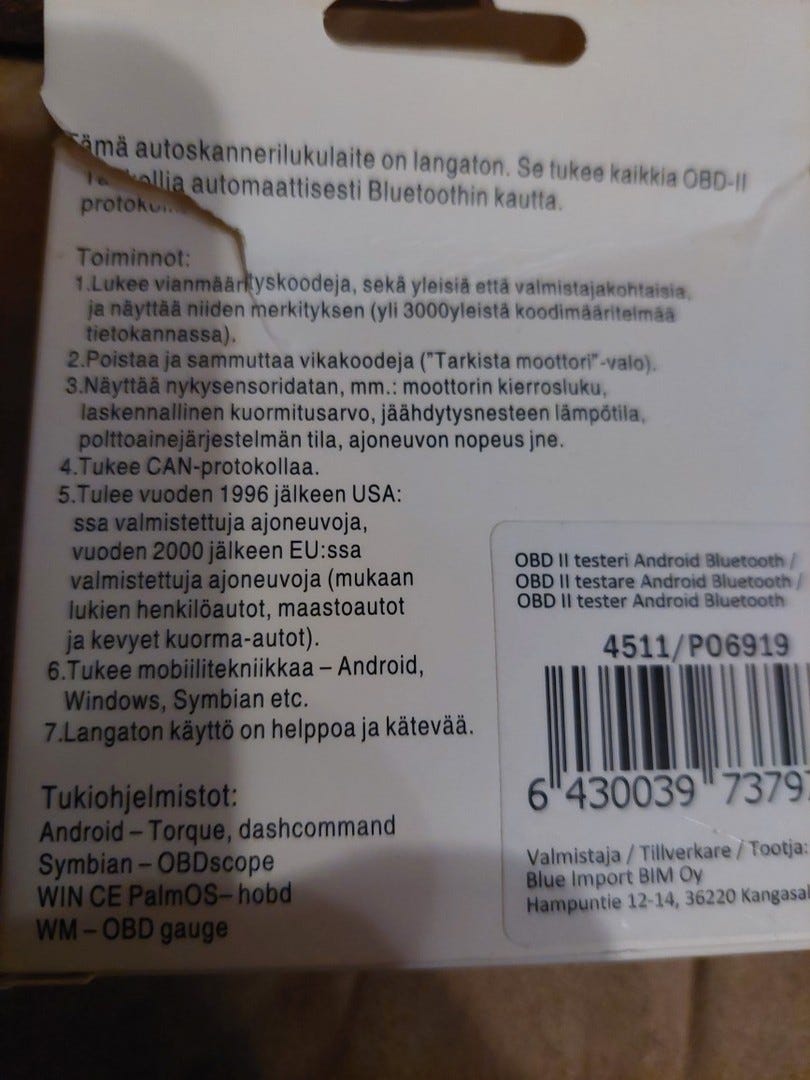 ämä autoskannerilukulaite on langaton. Se tukee kaikkia OBD-II
automaattisesti Bluetoothin kautta.
Toiminnot:
1.Lukee vianmäärityskoodeja, sekä yleisiä että valmistajakohtaisia,
ja näyttää niiden merkityksen (yli 3000yleistä koodimääritelmää
tietokannassa).
2.Poistaa ja sammuttaa vikakoodeja ("Tarkista moottori"-valo).
3.Näyttää nykysensoridatan, mm.: moottorin kierrosluku,
laskennallinen kuormitusarvo, jäähdytysnesteen lämpötila,
polttoainejärjestelmän tila, ajoneuvon nopeus jne.
4.Tukee CAN-protokollaa.
5.Tulee vuoden 1996 jälkeen USA:
ssa valmistettuja ajoneuvoja,
vuoden 2000 jälkeen EU:ssa
valmistettuja ajoneuvoja (mukaan
lukien henkilöautot, maastoautot
ja kevyet kuorma-autot).
6.Tukee mobiilitekniikkaa – Android,
Windows, Symbian etc.
7.Langaton käyttö on helppoa ja kätevää.
Tukiohjelmistot:
Android – Torque, dashcommand
Symbian – OBDscope
WIN CE PalmOS– hobd
WM – OBD gauge
OBD II testeri Android Bluetooth /
OBD II testare Android Bluetooth /
OBD II tester Android Bluetooth
4511/P06919
6 430039 73797
Valmistaja / Tillverkare / Tootja:
Blue Import BIM Oy
Hampuntie 12-14, 36220 Kangasal